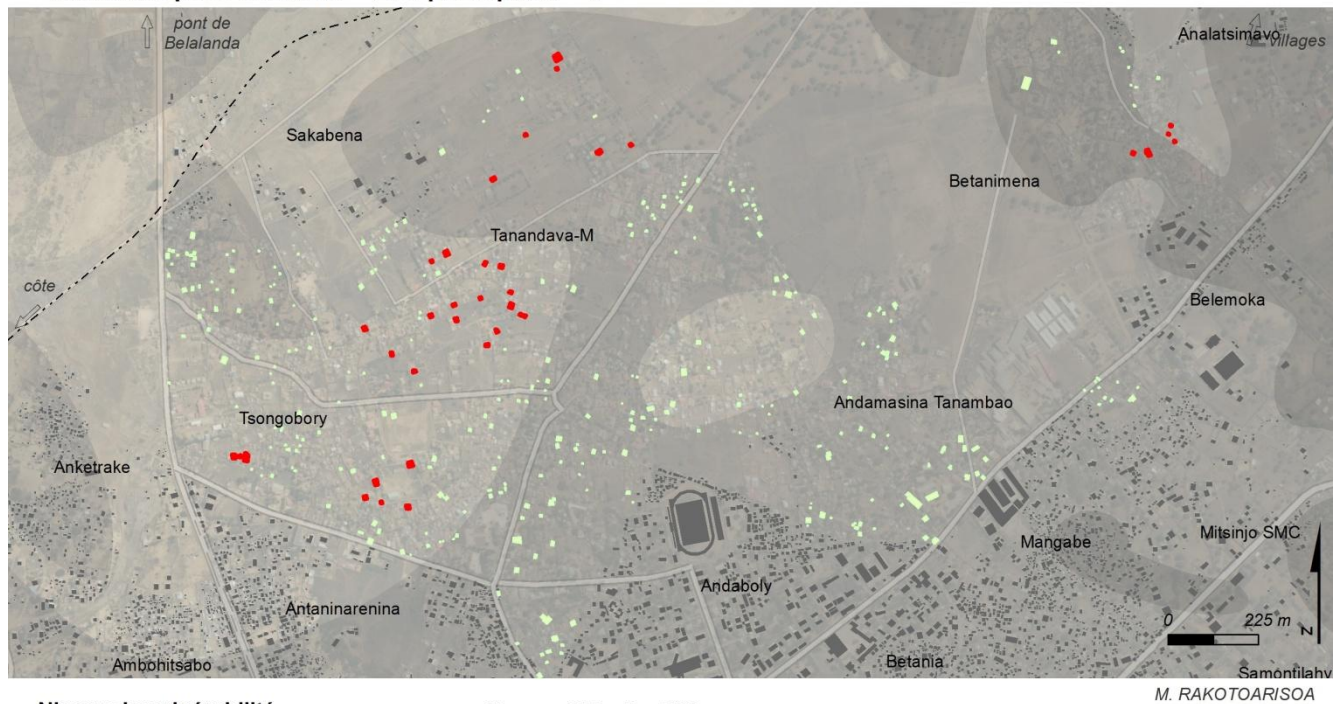 pont de
Belalanda
Analatsimavo
villages
Sakabena
Betanimena
Tanandava-M
côte
Belemoka
Tsongobory
Andamasina Tanambao
Anketrake
Mitsinjo SMC
Mangabe
Andaboly
Antaninarenina
0 225 m
Betania
Ambohitsabo
Samontilahy
z
M. RAKOTOARISOA